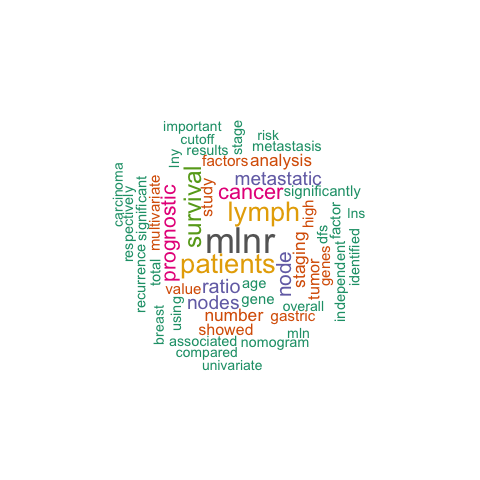 important
cutoff
stage
risk
lny
results
metastasis
factors
analysis
carcinoma
respectively
significant
multivariate
prognostic
survival
study
metastatic
cancer
significantly
lymph
high
factor
lns
mlnr
recurrence
total
patients
node
staging
tumor
genes
dfs
independent
identified
value
ratio
age
nodes
gene
overall
breast
using
number
gastric
showed
mln
associated
nomogram
compared
univariate